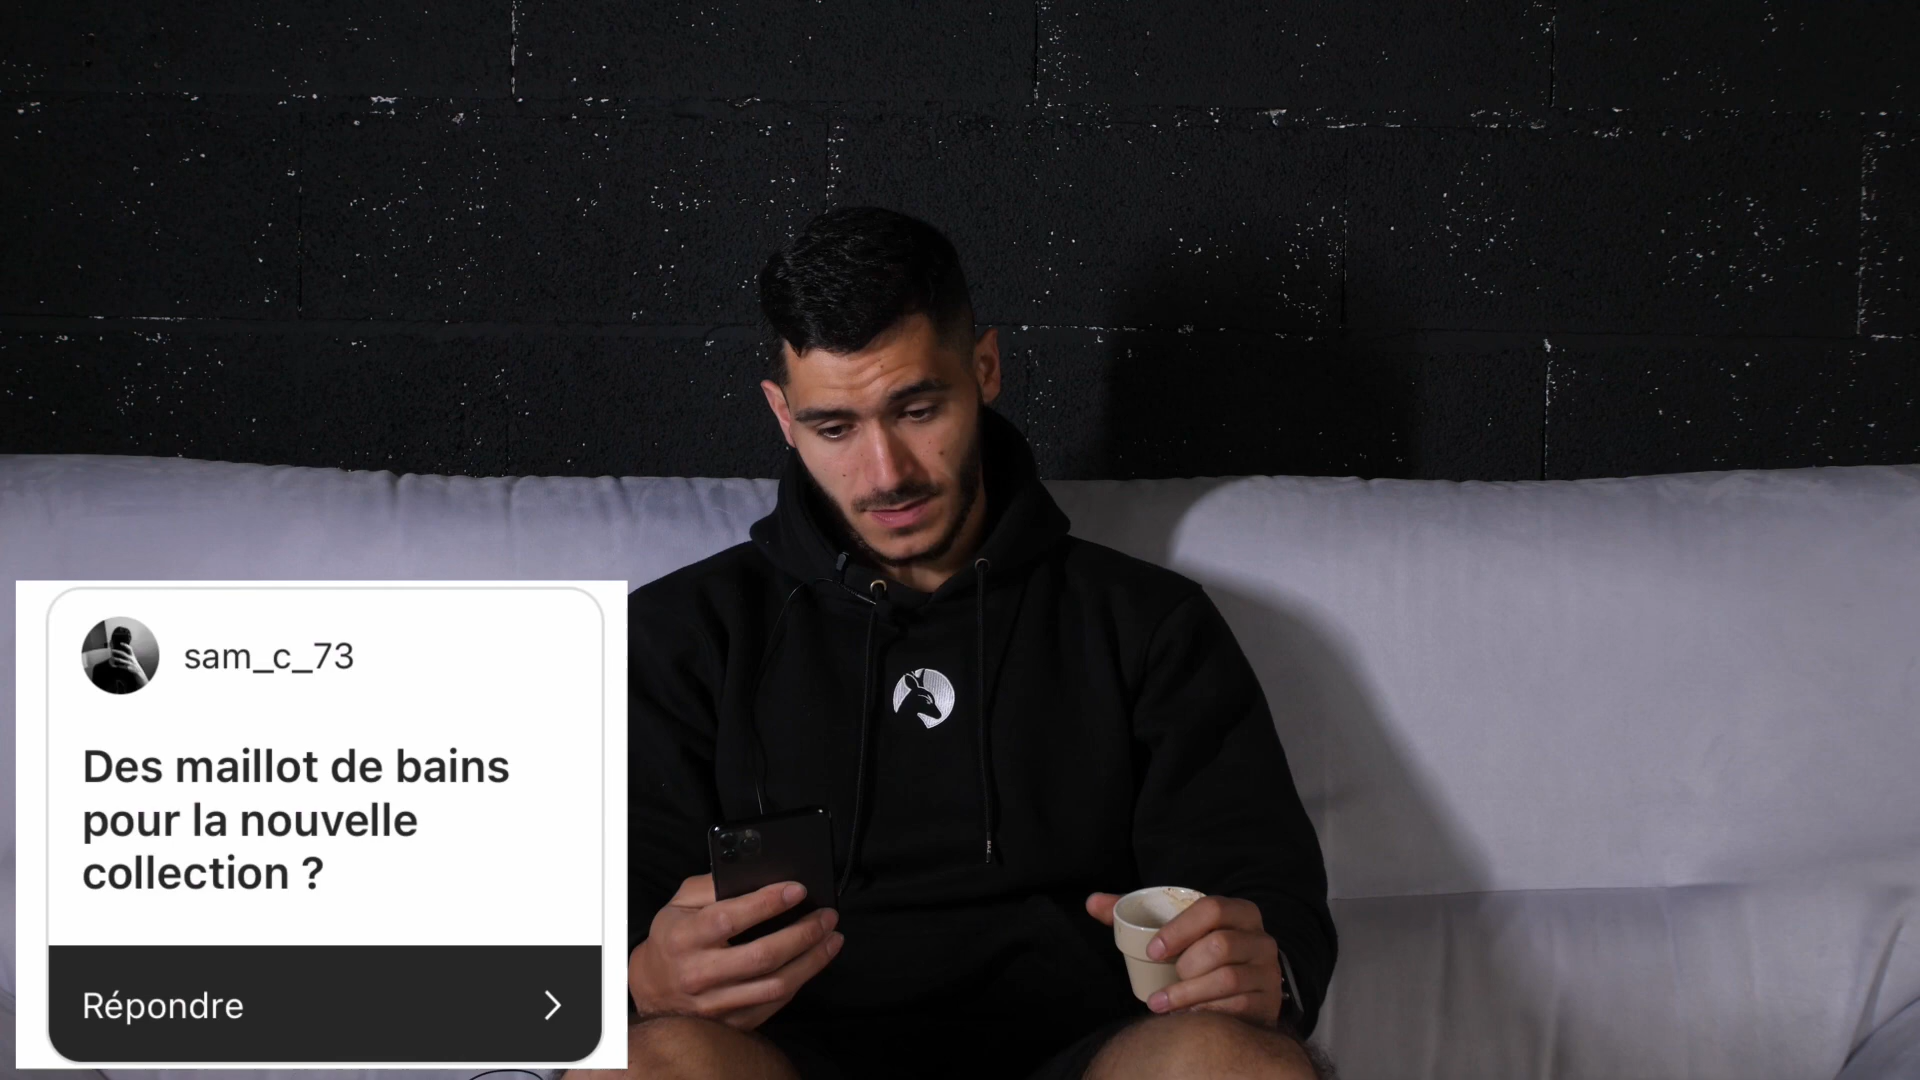 sam_c_73
Des maillot de bains
pour la nouvelle
collection ?
Répondre